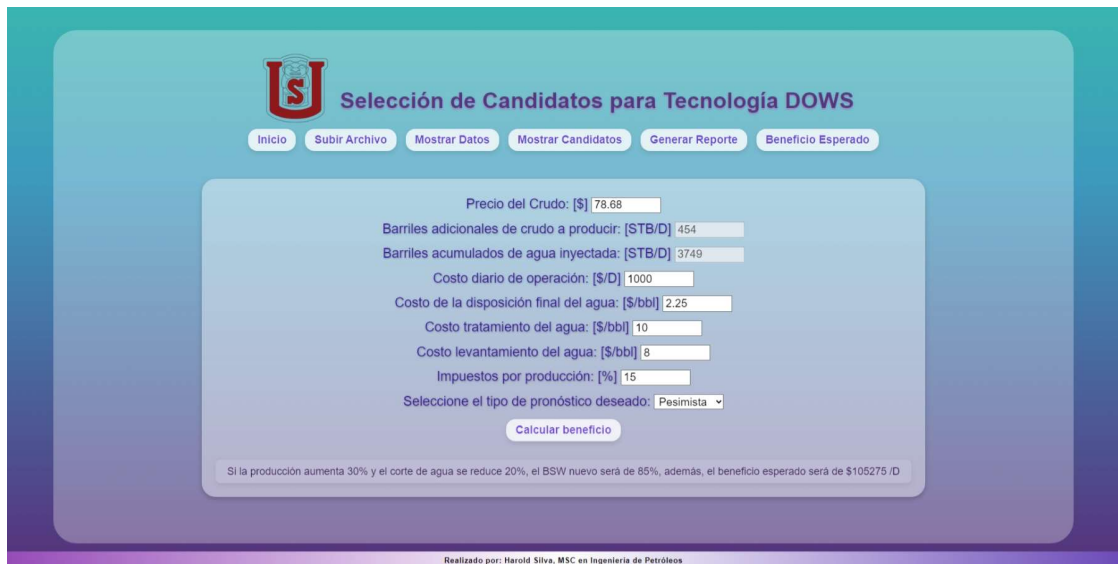 Selección de Candidatos para Tecnología DOWS
Inicio Subir Archivo Mostrar Datos Mostrar Candidatos Generar Reporte Beneficio Esperado
Precio del Crudo: [$] 78.68
Barriles adicionales de crudo a producir: [STB/D] 454
Barriles acumulados de agua inyectada: [STB/D] 3749
Costo diario de operación: [$/D] 1000
Costo de la disposición final del agua: [$/bbl] 2.25
Costo tratamiento del agua: [$/bbl] 10
Costo levantamiento del agua: [$/bbl] 8
Impuestos por producción: [%] 15
Seleccione el tipo de pronóstico deseado: Pesimista
Calcular beneficio
Si la producción aumenta 30% y el corte de agua se reduce 20%, el BSW nuevo será de 85%, además, el beneficio esperado será de $105275 /D
Realizado por: Harold Silva, MSC en Ingeniería de Petróleos